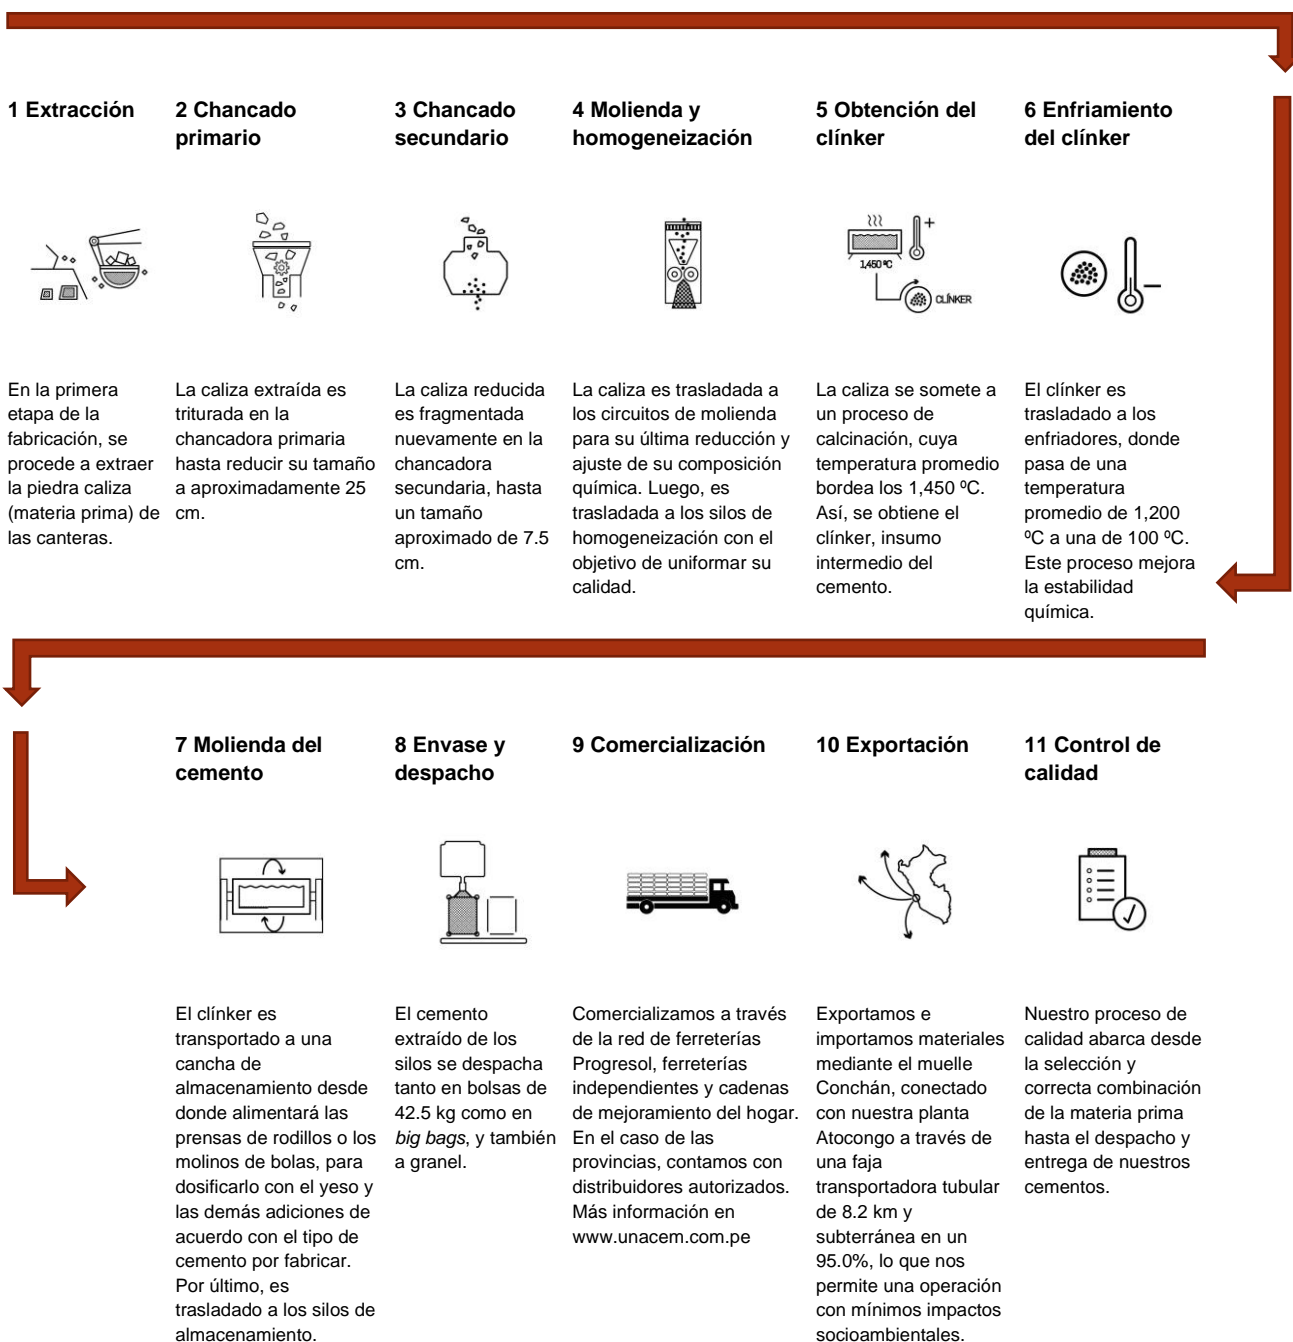 1 Extracción
2 Chancado
primario
3 Chancado
secundario
4 Molienda y
homogeneización
5 Obtención del
clínker
6 Enfriamiento
del clínker
1,450 ºC
CLÍNKER
En la primera
etapa de la
fabricación, se
procede a extraer
la piedra caliza
(materia prima) de
las canteras.
La caliza extraída es
triturada en la
chancadora primaria
hasta reducir su tamaño
a aproximadamente 25
cm.
La caliza reducida
es fragmentada
nuevamente en la
chancadora
secundaria, hasta
un tamaño
aproximado de 7.5
cm.
La caliza es trasladada a
los circuitos de molienda
para su última reducción y
ajuste de su composición
química. Luego, es
trasladada a los silos de
homogeneización con el
objetivo de uniformar su
calidad.
La caliza se somete a
un proceso de
calcinación, cuya
temperatura promedio
bordea los 1,450 ºC.
Así, se obtiene el
clínker, insumo
intermedio del
cemento.
El clínker es
trasladado a los
enfriadores, donde
pasa de una
temperatura
promedio de 1,200
ºC a una de 100 ºC.
Este proceso mejora
la estabilidad
química.
7 Molienda del
cemento
8 Envase y
despacho
9 Comercialización
10 Exportación
11 Control de
calidad
El clínker es
transportado a una
cancha de
almacenamiento desde
donde alimentará las
prensas de rodillos o los
molinos de bolas, para
dosificarlo con el yeso y
las demás adiciones de
acuerdo con el tipo de
cemento por fabricar.
Por último, es
trasladado a los silos de
almacenamiento.
El cemento
extraído de los
silos se despacha
tanto en bolsas de
42.5 kg como en
big bags, y también
a granel.
Comercializamos a través
de la red de ferreterías
Progresol, ferreterías
independientes y cadenas
de mejoramiento del hogar.
En el caso de las
provincias, contamos con
distribuidores autorizados.
Más información en
www.unacem.com.pe
Exportamos e
importamos materiales
mediante el muelle
Conchán, conectado
con nuestra planta
Atocongo a través de
una faja
transportadora tubular
de 8.2 km y
subterránea en un
95.0%, lo que nos
permite una operación
con mínimos impactos
socioambientales.
Nuestro proceso de
calidad abarca desde
la selección y
correcta combinación
de la materia prima
hasta el despacho y
entrega de nuestros
cementos.